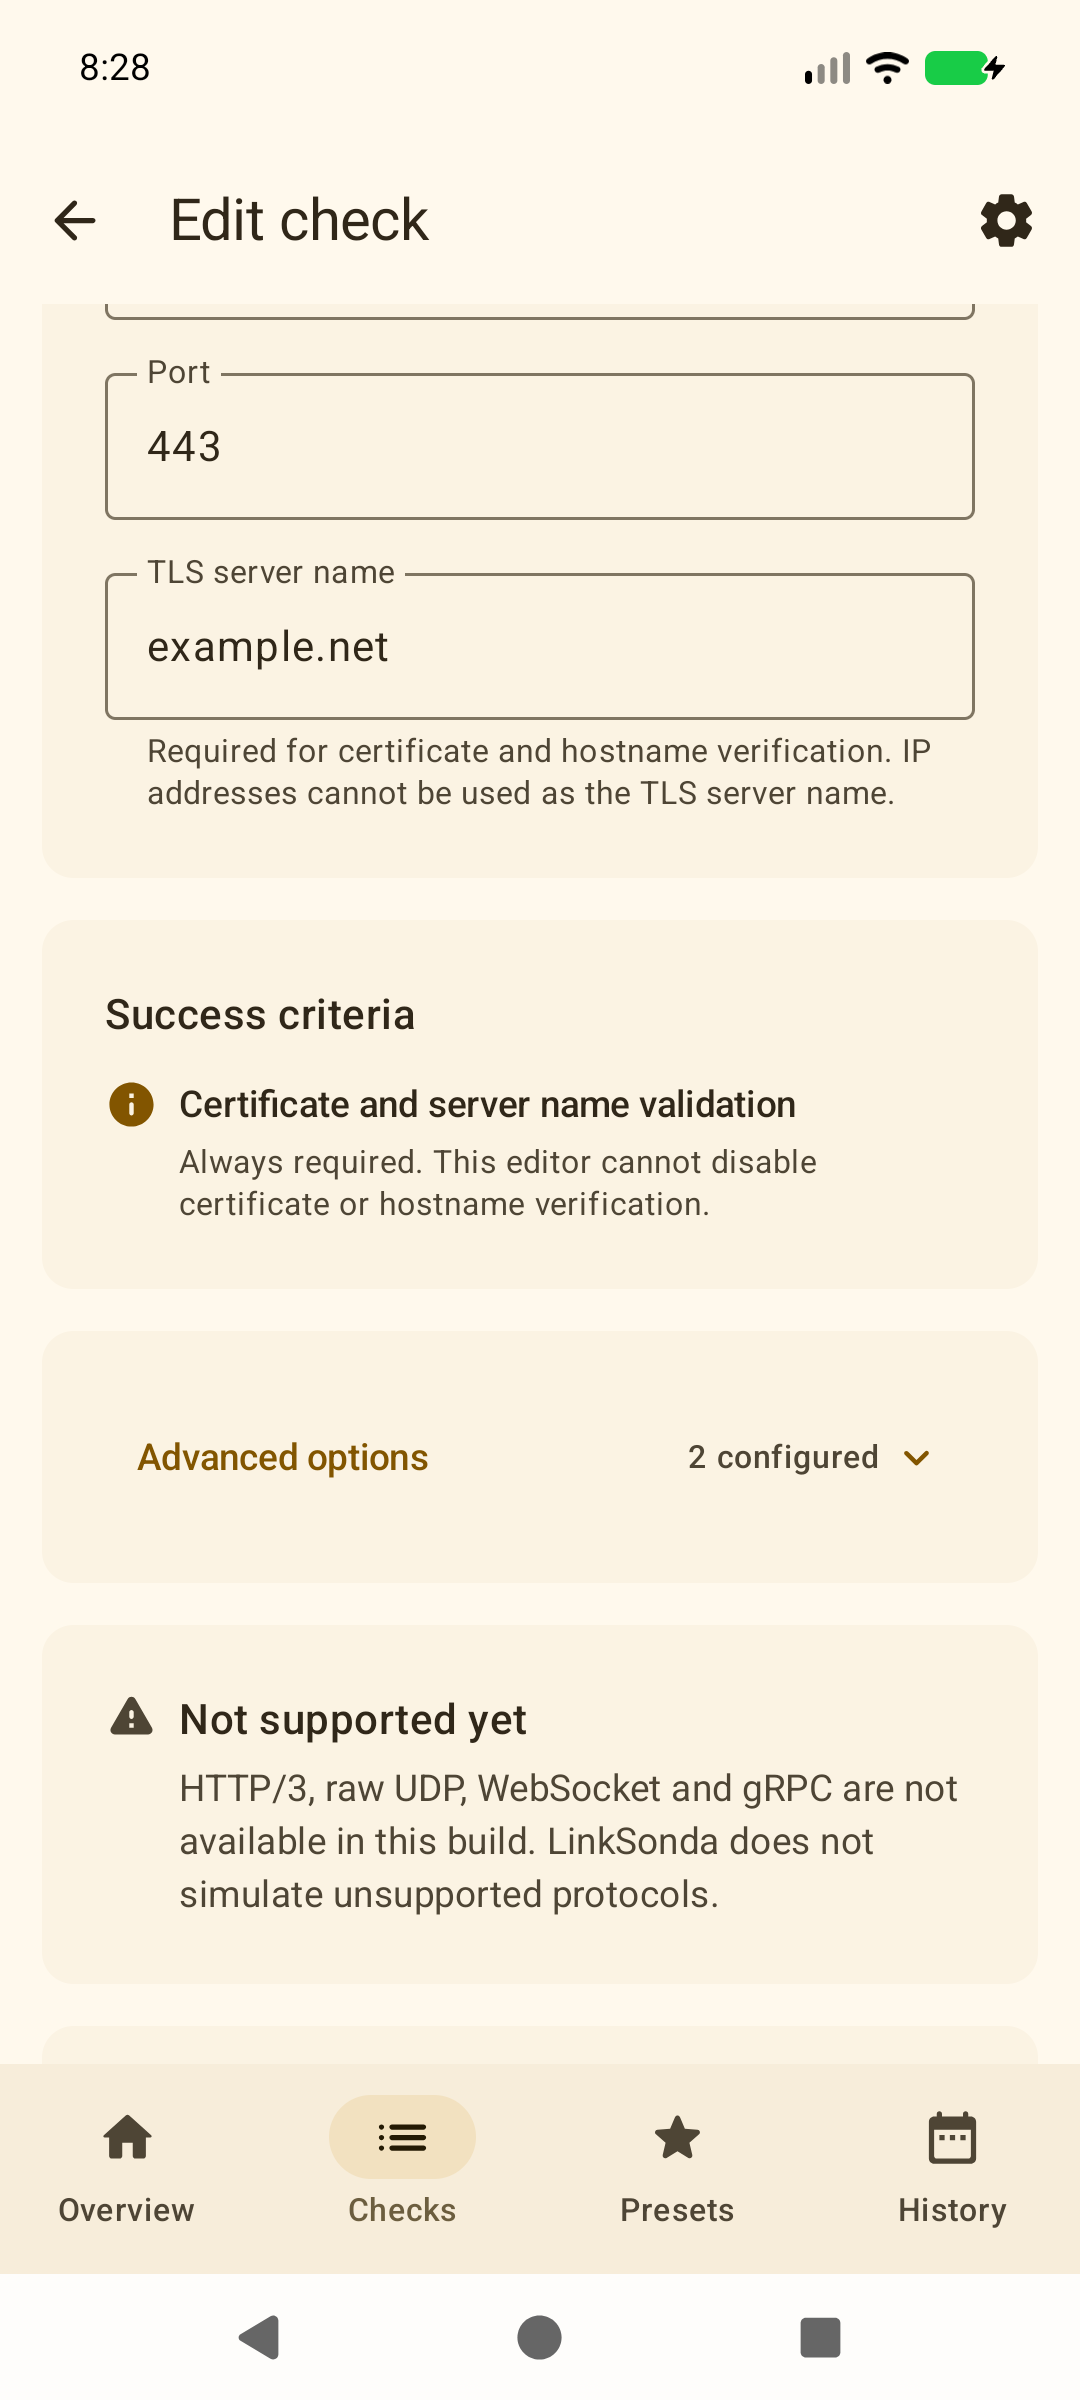 8:28
Edit check
Port
443
TLS server name
example.net
Required for certificate and hostname verification. IP
addresses cannot be used as the TLS server name.
Success criteria
Certificate and server name validation
Always required. This editor cannot disable
certificate or hostname verification.
Advanced options
2 configured
Not supported yet
HTTP/3, raw UDP, WebSocket and gRPC are not
available in this build. LinkSonda does not
simulate unsupported protocols.
Overview
Checks
Presets
History